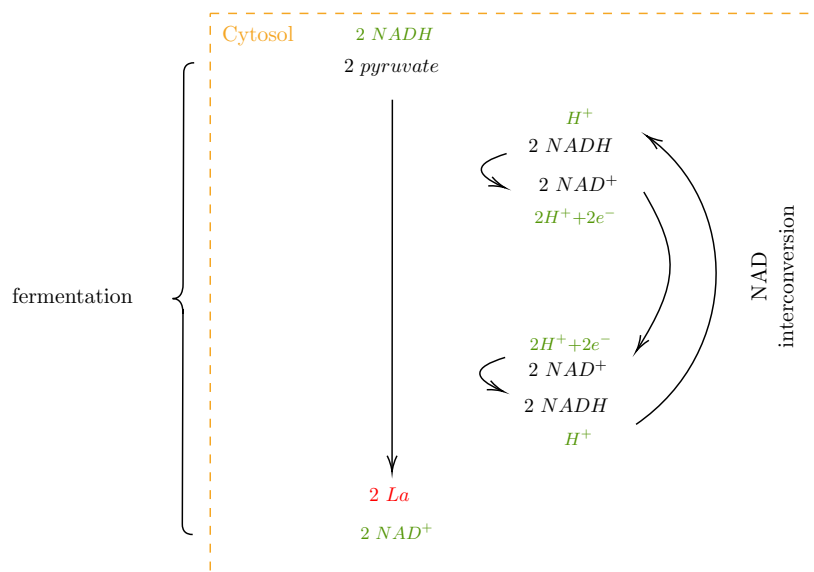 Cytosol
2 NADH
2 pyruvate
H⁺
2 NADH
2 NAD⁺
2H⁺+2e⁻
fermentation
NAD
interconversion
2H⁺+2e⁻
2 NAD⁺
2 NADH
H⁺
2 La
2 NAD⁺